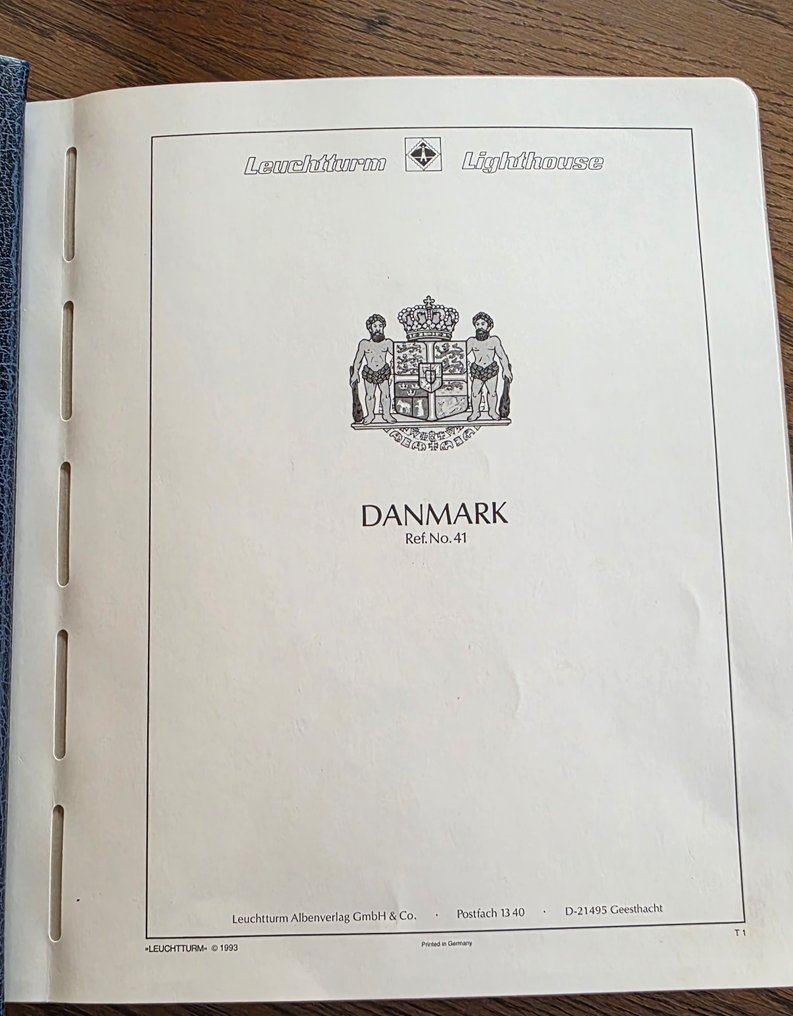 Leuchtturm Lighthouse
DANMARK
Ref.No.41
Leuchtturm Albenverlag GmbH & Co. · Postfach 13 40 · D-21495 Geesthacht
»LEUCHTTURM« © 1993 Printed in Germany T 1